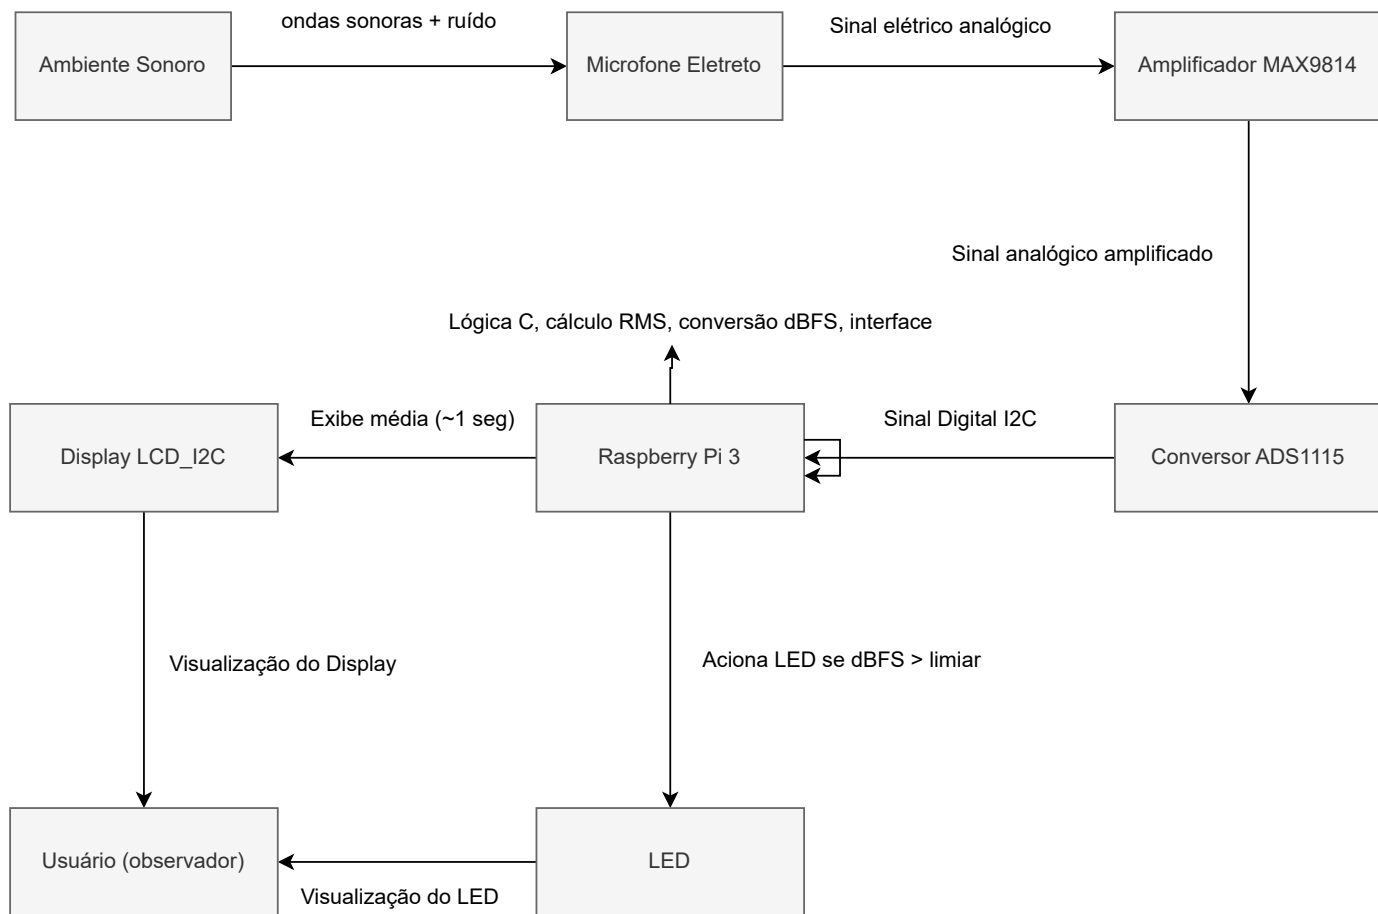 ondas sonoras + ruído
Sinal elétrico analógico
Ambiente Sonoro
Microfone Eletreto
Amplificador MAX9814
Sinal analógico amplificado
Lógica C, cálculo RMS, conversão dBFS, interface
Exibe média (~1 seg)
Sinal Digital I2C
Display LCD_I2C
Raspberry Pi 3
Conversor ADS1115
Visualização do Display
Aciona LED se dBFS > limiar
Usuário (observador)
LED
Visualização do LED